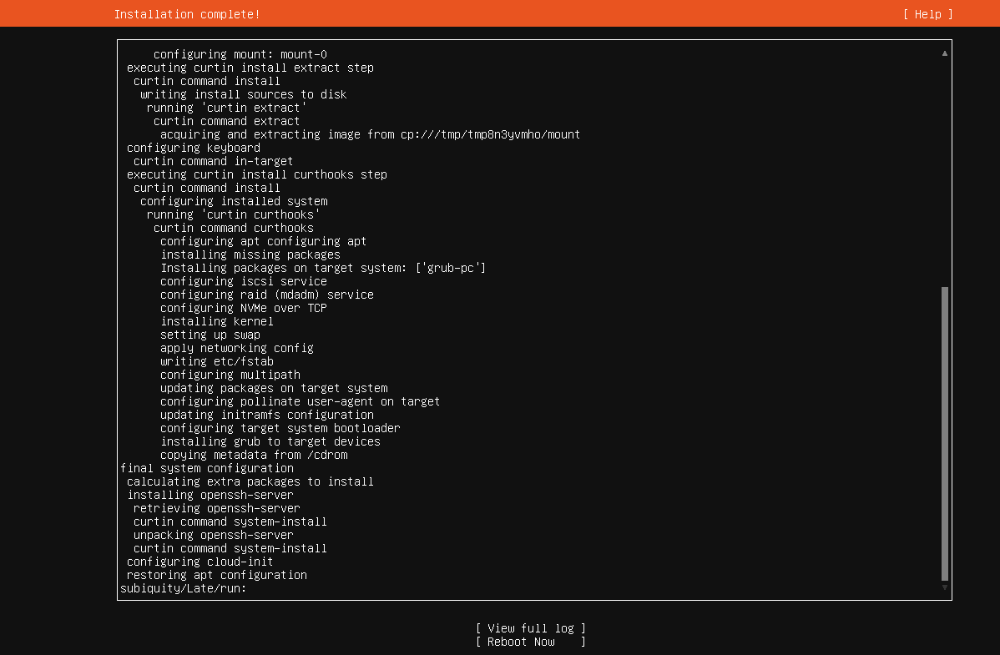 Installation complete!
[ Help ]
configuring mount: mount-0
executing curtin install extract step
curtin command install
writing install sources to disk
running 'curtin extract'
curtin command extract
acquiring and extracting image from cp:///tmp/tmp8n3yvmho/mount
configuring keyboard
curtin command in-target
executing curtin install curthooks step
curtin command install
configuring installed system
running 'curtin curthooks'
curtin command curthooks
configuring apt configuring apt
installing missing packages
Installing packages on target system: ['grub-pc']
configuring iscsi service
configuring raid (mdadm) service
configuring NVMe over TCP
installing kernel
setting up swap
apply networking config
writing etc/fstab
configuring multipath
updating packages on target system
configuring pollinate user-agent on target
updating initramfs configuration
configuring target system bootloader
installing grub to target devices
copying metadata from /cdrom
final system configuration
calculating extra packages to install
installing openssh-server
retrieving openssh-server
curtin command system-install
unpacking openssh-server
curtin command system-install
configuring cloud-init
restoring apt configuration
subiquity/Late/run:
[ View full log ]
[ Reboot Now ]